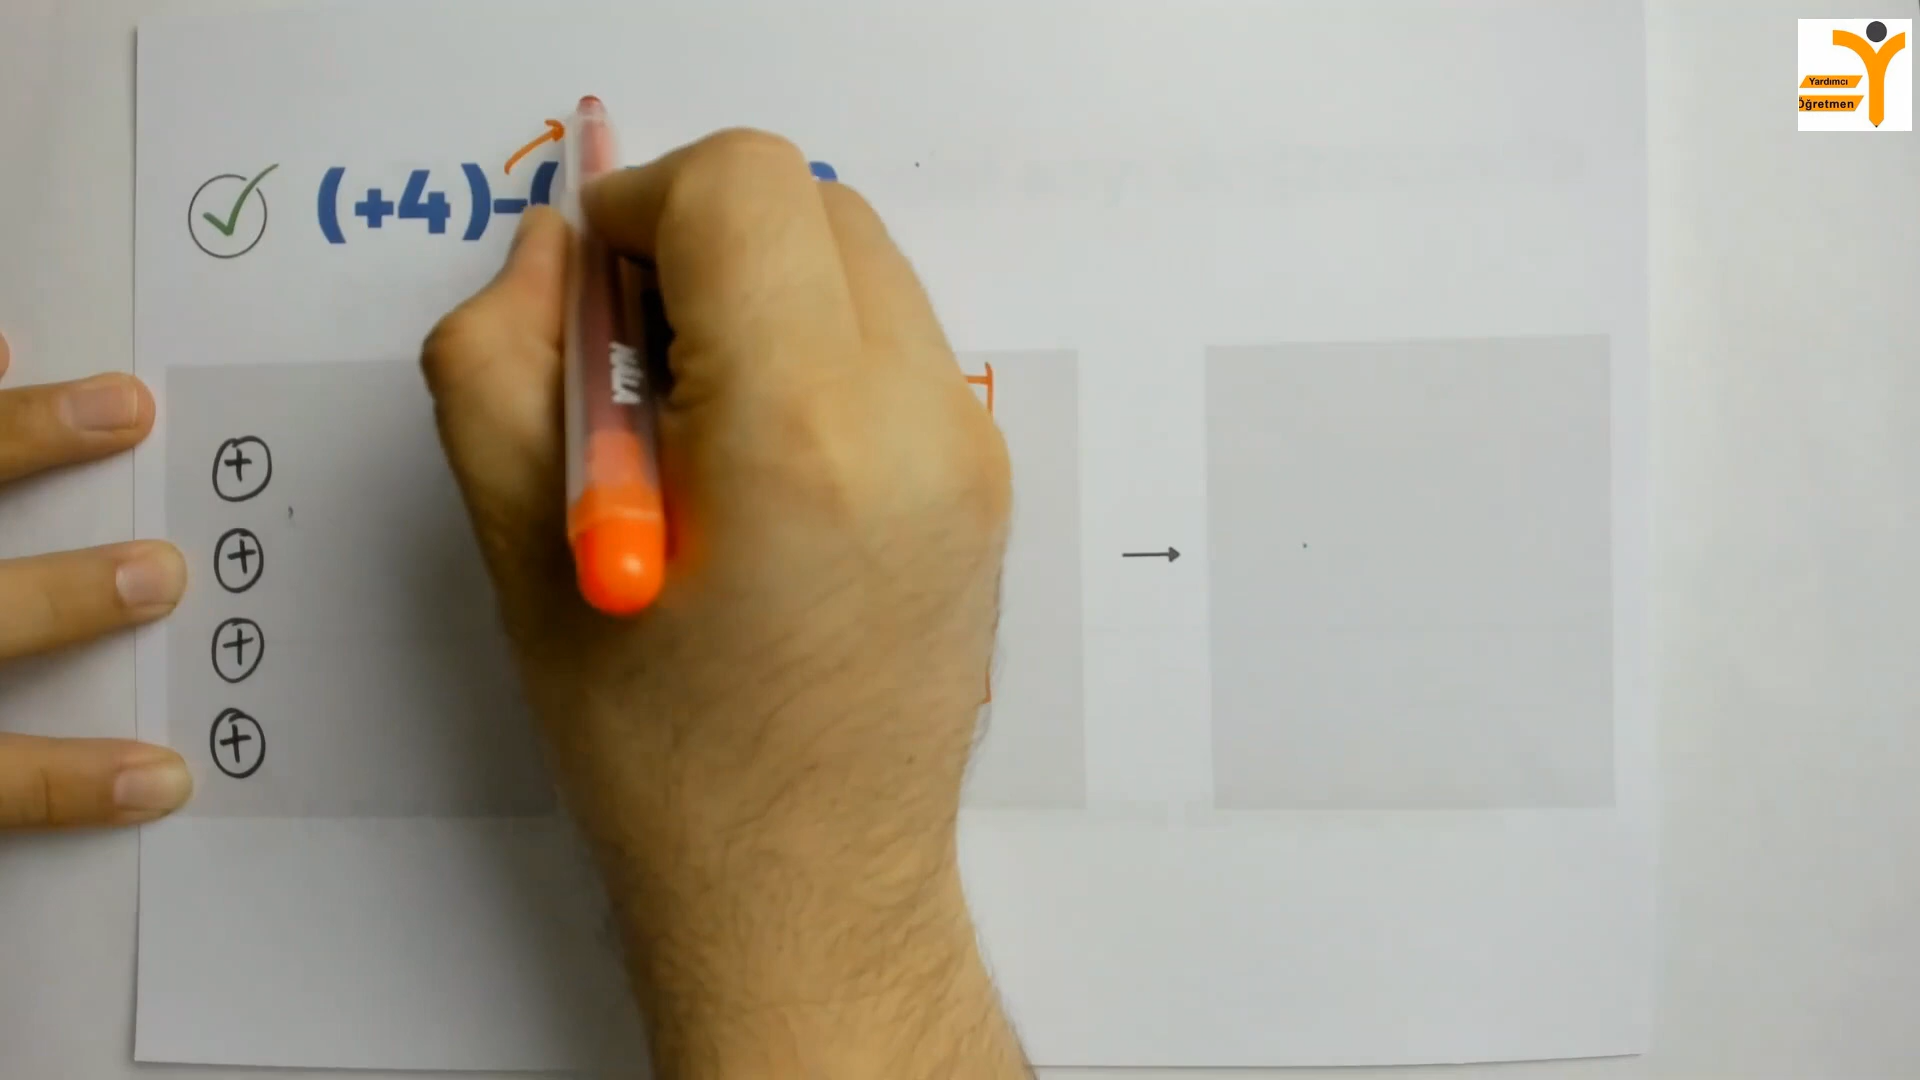 Yardımcı
Öğretmen
(+4)-(
+
+
+
+